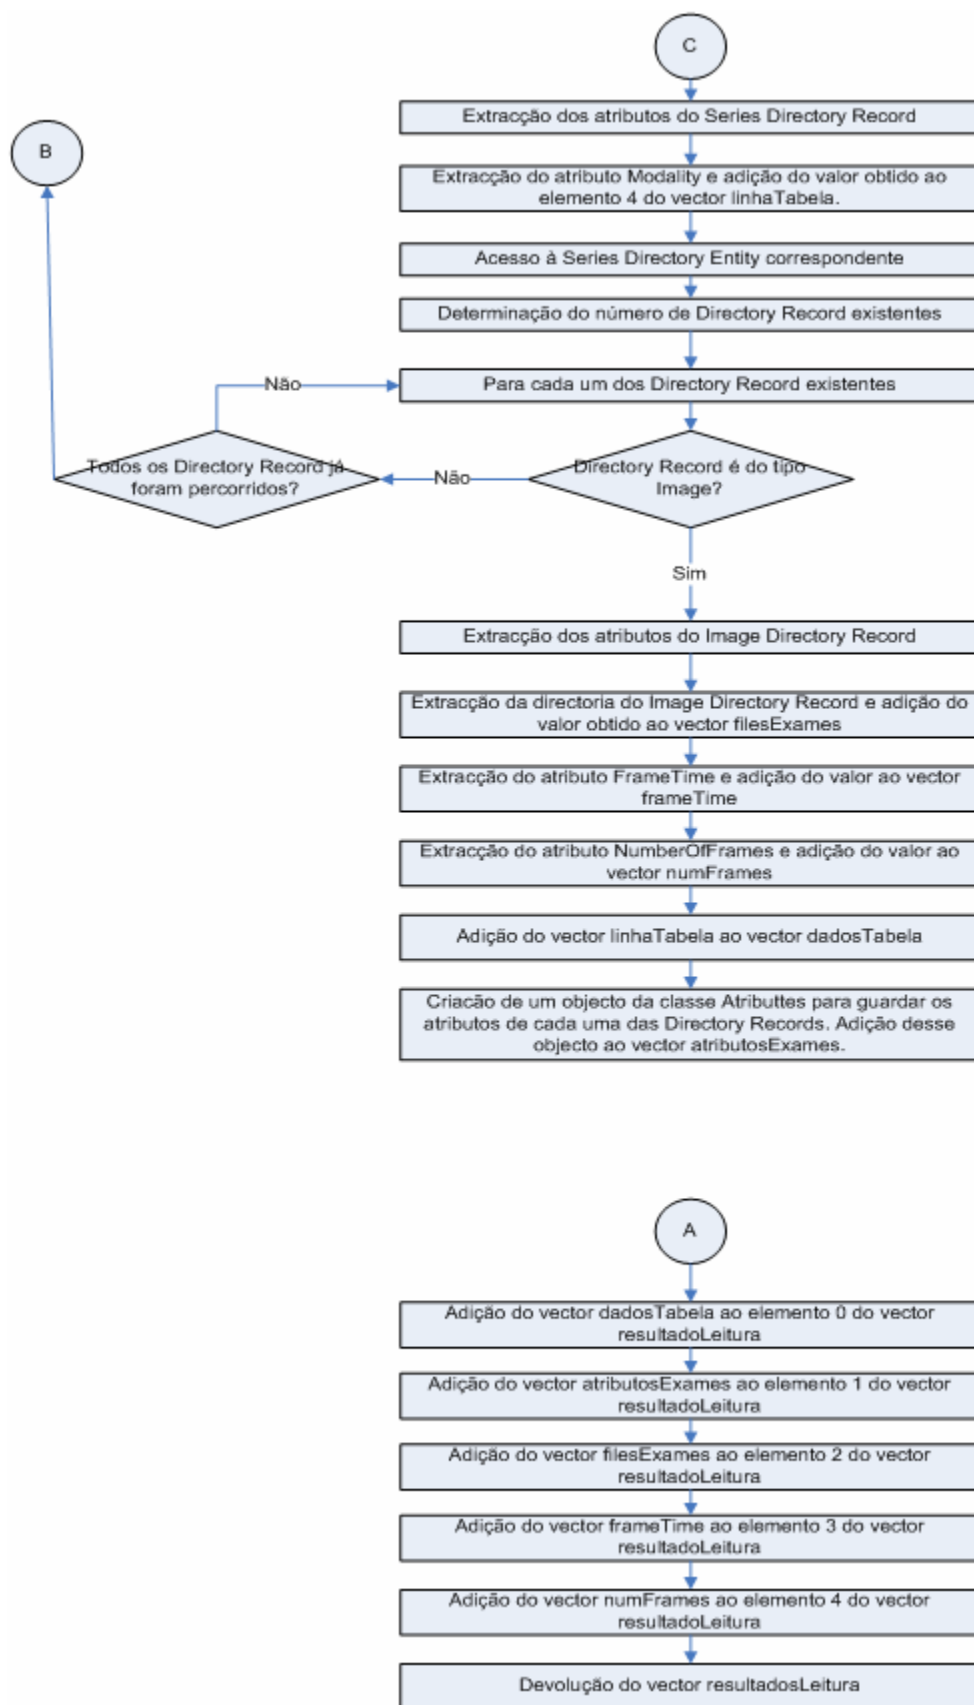 C
Extracção dos atributos do Series Directory Record
B
Extracção do atributo Modality e adição do valor obtido ao
elemento 4 do vector linhaTabela.
Acesso à Series Directory Entity correspondente
Determinação do número de Directory Record existentes
Não
Para cada um dos Directory Record existentes
Todos os Directory Record já
foram percorridos?
Não
Directory Record é do tipo
Image?
Sim
Extracção dos atributos do Image Directory Record
Extracção da directoria do Image Directory Record e adição do
valor obtido ao vector filesExames
Extracção do atributo FrameTime e adição do valor ao vector
frameTime
Extracção do atributo NumberOfFrames e adição do valor ao
vector numFrames
Adição do vector linhaTabela ao vector dadosTabela
Criacão de um objecto da classe Atributtes para guardar os
atributos de cada uma das Directory Records. Adição desse
objecto ao vector atributosExames.
A
Adição do vector dadosTabela ao elemento 0 do vector
resultadoLeitura
Adição do vector atributosExames ao elemento 1 do vector
resultadoLeitura
Adição do vector filesExames ao elemento 2 do vector
resultadoLeitura
Adição do vector frameTime ao elemento 3 do vector
resultadoLeitura
Adição do vector numFrames ao elemento 4 do vector
resultadoLeitura
Devolução do vector resultadosLeitura